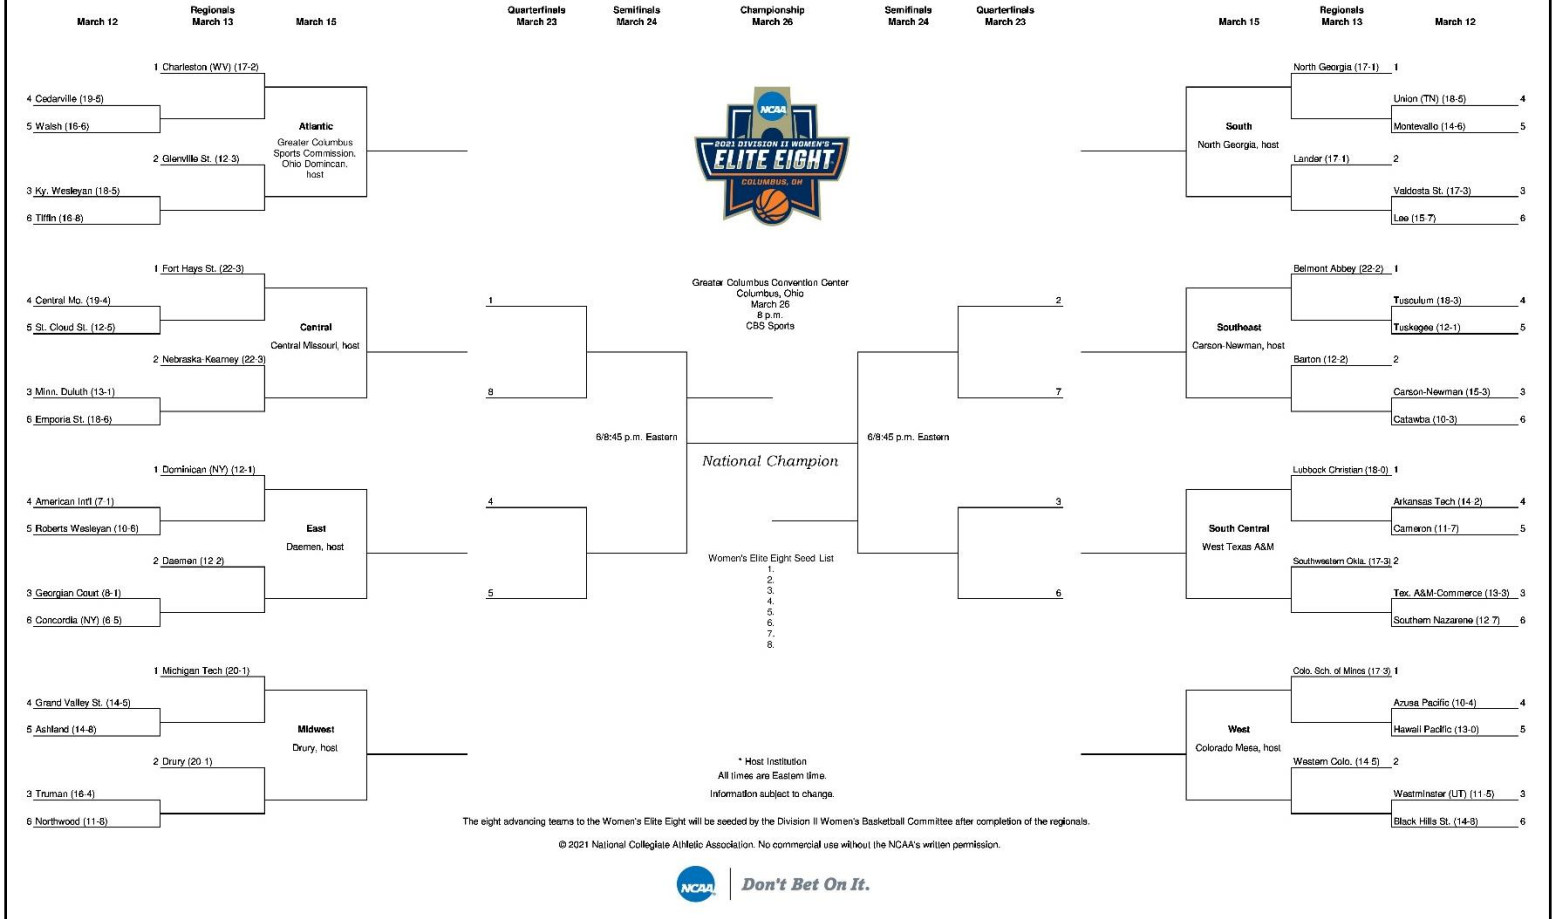 Regionals
March 12 March 13 March 15
Quarterfinals Semifinals Championship Semifinals Quarterfinals
March 23 March 24 March 26 March 24 March 23
Regionals
March 15 March 13 March 12
1 Charleston (WV) (17-2)
4 Cedarville (19-5)
5 Walsh (16-6)
Atlantic
Greater Columbus
Sports Commission.
Ohio Domincan.
host
2 Glenville St. (12-3)
3 Ky. Wesleyan (18-5)
6 Tiffin (16-8)
1 Fort Hays St. (22-3)
4 Central Mo. (19-4)
5 St. Cloud St. (12-5)
Central
Central Missouri, host
2 Nebraska-Kearney (22-3)
3 Minn. Duluth (13-1)
6 Emporia St. (18-6)
1 Dominican (NY) (12-1)
4 American Int'l (7-1)
5 Roberts Wesleyan (10-6)
East
Daemen, host
2 Daemen (12 2)
3 Georgian Court (8-1)
6 Concordia (NY) (6 5)
1 Michigan Tech (20-1)
4 Grand Valley St. (14-5)
5 Ashland (14-8)
Midwest
Drury, host
2 Drury (20 1)
3 Truman (16-4)
6 Northwood (11-8)
1
8
6/8:45 p.m. Eastern
4
5
NCAA
2021 DIVISION II WOMEN'S
ELITE EIGHT
COLUMBUS, OH
Greater Columbus Convention Center
Columbus, Ohio
March 26
8 p.m.
CBS Sports
National Champion
Women's Elite Eight Seed List
1.
2.
3.
4.
5.
6.
7.
8.
2
7
6/8:45 p.m. Eastern
3
6
North Georgia (17-1) 1
Union (TN) (18-5) 4
Montevallo (14-6) 5
South
North Georgia, host
Lander (17-1) 2
Valdosta St. (17-3) 3
Lee (15-7) 6
Belmont Abbey (22-2) 1
Tusculum (18-3) 4
Tuskegee (12-1) 5
Southeast
Carson-Newman, host
Barton (12-2) 2
Carson-Newman (15-3) 3
Catawba (10-3) 6
Lubbock Christian (18-0) 1
Arkansas Tech (14-2) 4
Cameron (11-7) 5
South Central
West Texas A&M
Southwestern Okla. (17-3) 2
Tex. A&M-Commerce (13-3) 3
Southern Nazarene (12 7) 6
Colo. Sch. of Mines (17 3) 1
Azusa Pacific (10-4) 4
Hawaii Pacific (13-0) 5
West
Colorado Mesa, host
Western Colo. (14 5) 2
Westminster (UT) (11-5) 3
Black Hills St. (14-8) 6
* Host Institution
All times are Eastern time.
Information subject to change.
The eight advancing teams to the Women's Elite Eight will be seeded by the Division II Women's Basketball Committee after completion of the regionals.
© 2021 National Collegiate Athletic Association. No commercial use without the NCAA's written permission.
NCAA Don't Bet On It.